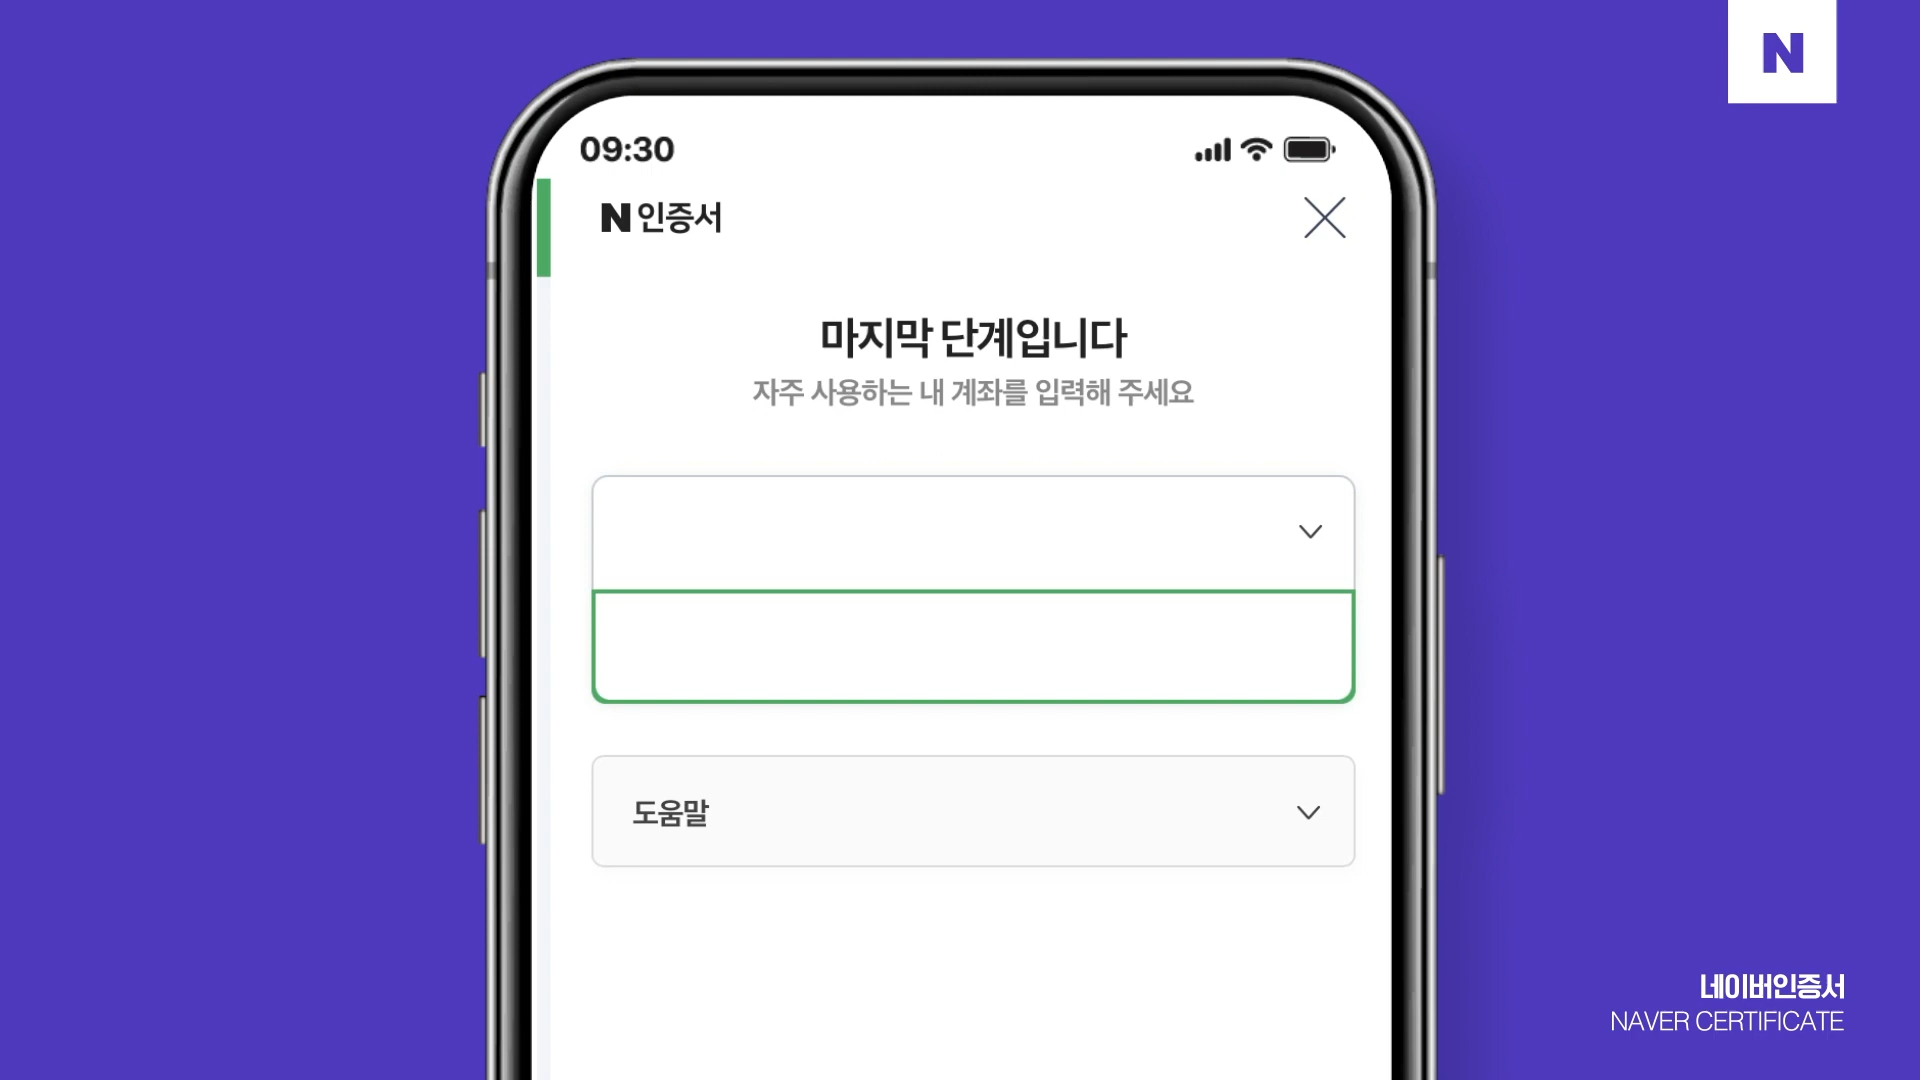 N
09:30
N 인증서
마지막 단계입니다
자주 사용하는 내 계좌를 입력해 주세요
도움말
네이버인증서
NAVER CERTIFICATE